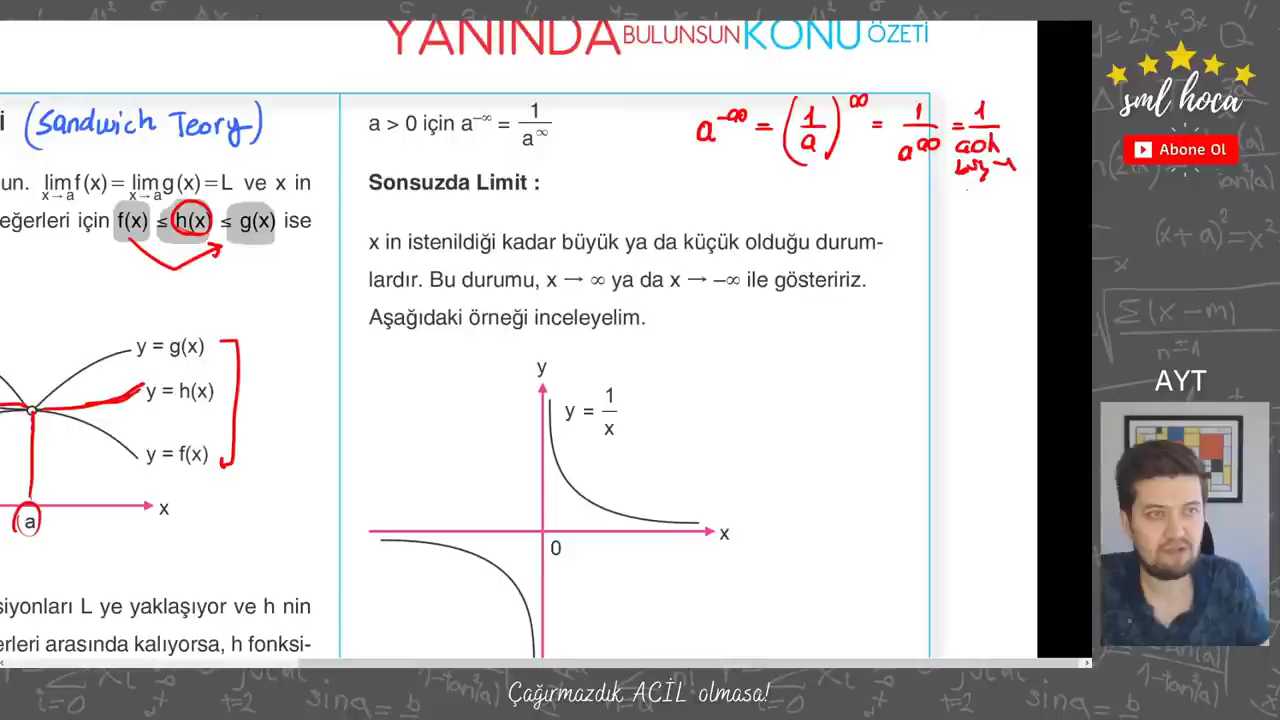 YANINDA BULUNSUN KONU ÖZETİ
İ (Sandwich Teory)
un. lim f(x) = lim g(x) = L ve x in
x→a x→a
eğerleri için f(x) ≤ h(x) ≤ g(x) ise
y = g(x)
y = h(x)
y = f(x)
x
a
siyonları L ye yaklaşıyor ve h nin
erleri arasında kalıyorsa, h fonksi-
a > 0 için a^–∞ = 1/a^∞
a^-∞ = (1/a)^∞ = 1/a^∞ = 1/
Sonsuzda Limit :
x in istenildiği kadar büyük ya da küçük olduğu durum-
lardır. Bu durumu, x → ∞ ya da x → –∞ ile gösteririz.
Aşağıdaki örneği inceleyelim.
y
y = 1/x
x
0
sml hoca
Abone Ol
AYT
Çağırmazdık ACİL olmasa!